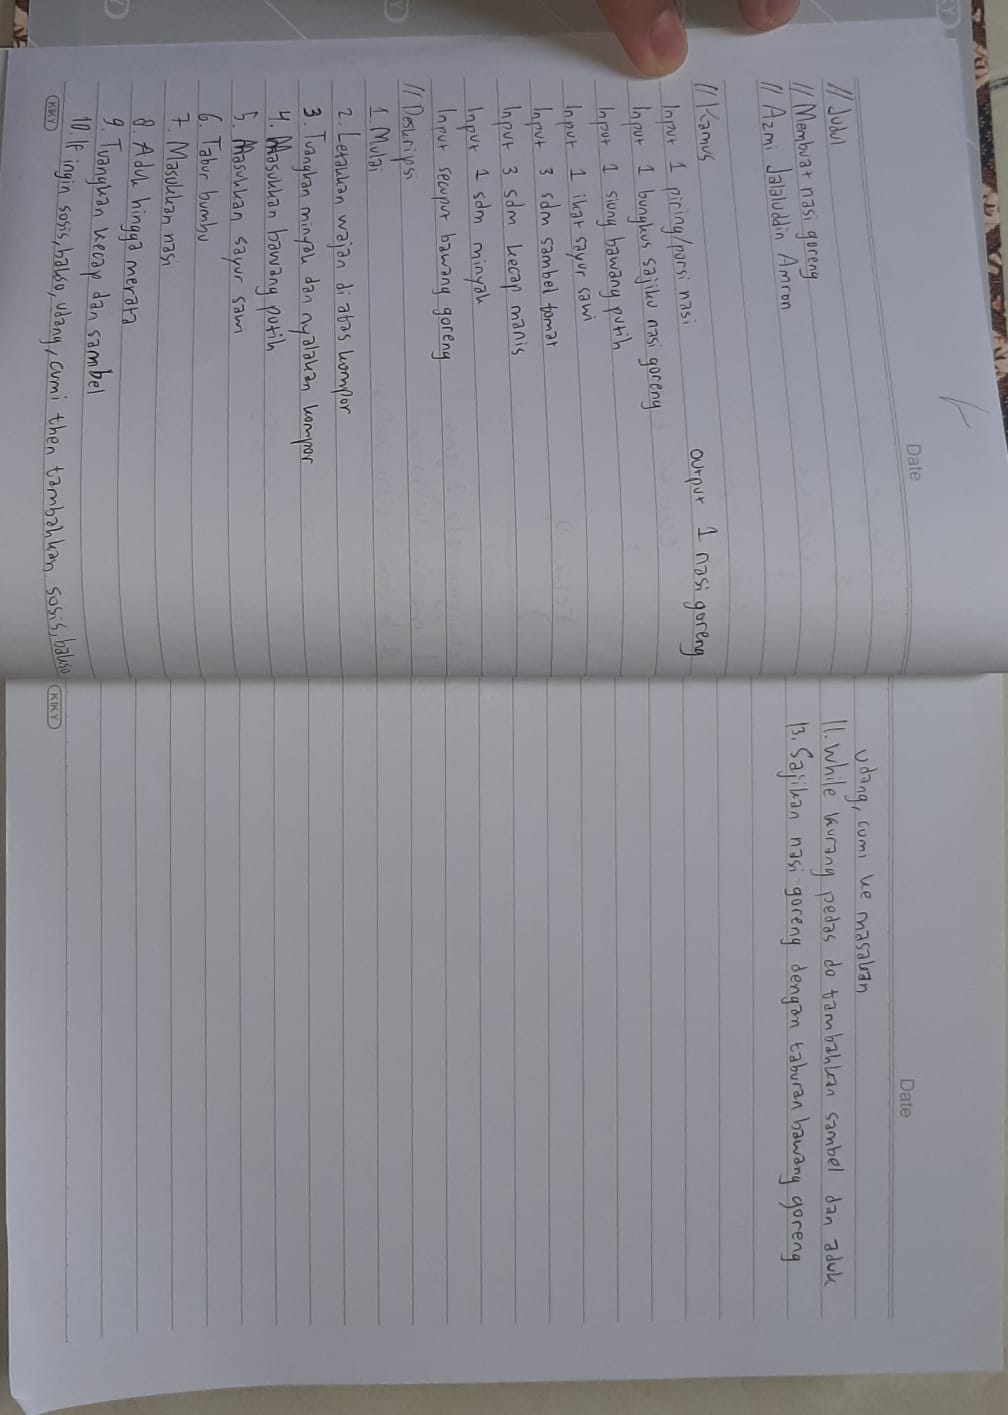 Date
// Judul
// Membuat nasi goreng
// Azmi Jalaluddin Amron
// Kamus
Input 1 piring/porsi nasi
Input 1 bungkus sajiku nasi goreng
Input 1 siung bawang putih
Input 1 ikat sayur sawi
Input 3 sdm sambel tomat
Input 3 sdm kecap manis
Input 1 sdm minyak
Input secupur bawang goreng
Output 1 nasi goreng
// Deskripsi
1. Mulai
2. Letakkan wajan di atas kompor
3. Tuangkan minyak dan nyalakan kompor
4. Masukkan bawang putih
5. Masukkan sayur sawi
6. Tabur bumbu
7. Masukkan nasi
8. Aduk hingga merata
9. Tuangkan kecap dan sambel
10. If ingin sosis, bakso, udang, cumi then tambahkan sosis, bakso
KIKY
Date
udang, cumi ke masakan
11. While kurang pedas do tambahkan sambel dan aduk
13. Sajikan nasi goreng dengan taburan bawang goreng
KIKY